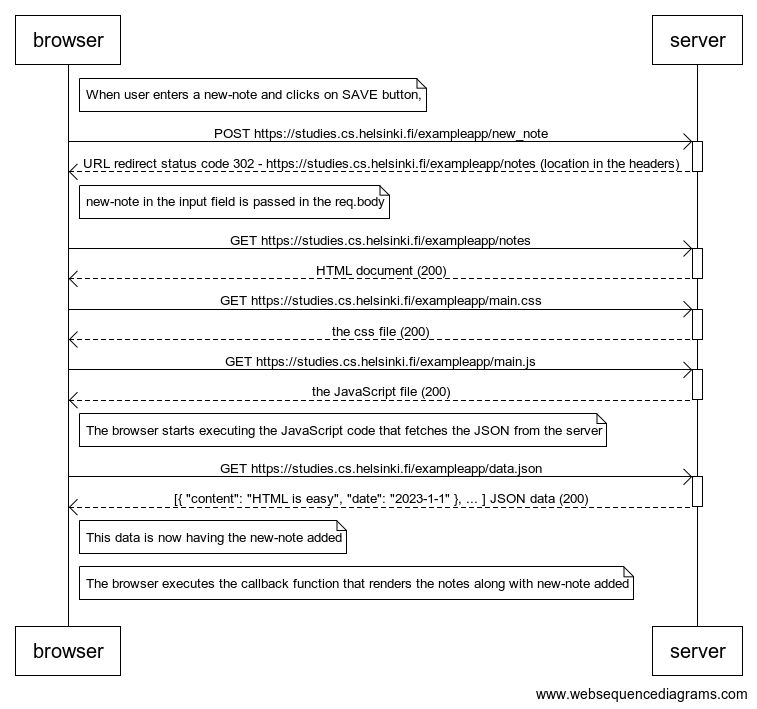 browser
server
When user enters a new-note and clicks on SAVE button,
POST https://studies.cs.helsinki.fi/exampleapp/new_note
URL redirect status code 302 - https://studies.cs.helsinki.fi/exampleapp/notes (location in the headers)
new-note in the input field is passed in the req.body
GET https://studies.cs.helsinki.fi/exampleapp/notes
HTML document (200)
GET https://studies.cs.helsinki.fi/exampleapp/main.css
the css file (200)
GET https://studies.cs.helsinki.fi/exampleapp/main.js
the JavaScript file (200)
The browser starts executing the JavaScript code that fetches the JSON from the server
GET https://studies.cs.helsinki.fi/exampleapp/data.json
[{ "content": "HTML is easy", "date": "2023-1-1" }, ... ] JSON data (200)
This data is now having the new-note added
The browser executes the callback function that renders the notes along with new-note added
browser
server
www.websequencediagrams.com